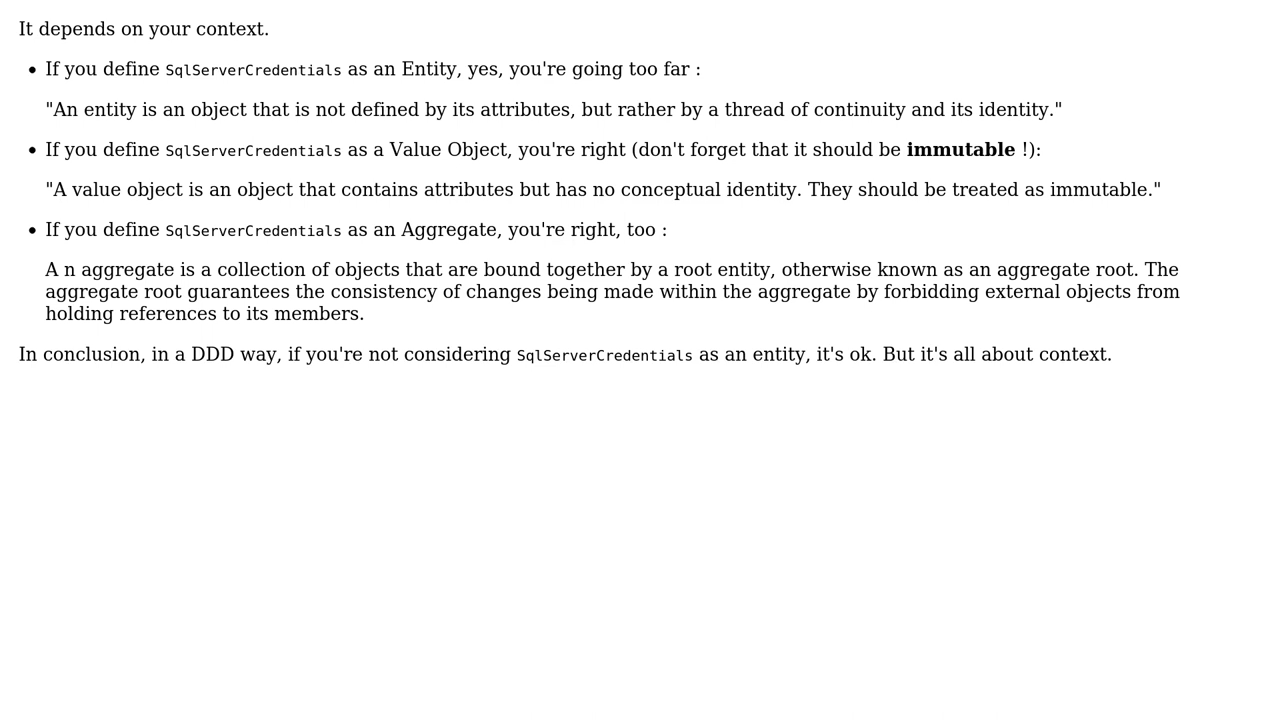 It depends on your context.
If you define SqlServerCredentials as an Entity, yes, you're going too far :
"An entity is an object that is not defined by its attributes, but rather by a thread of continuity and its identity."
If you define SqlServerCredentials as a Value Object, you're right (don't forget that it should be immutable !):
"A value object is an object that contains attributes but has no conceptual identity. They should be treated as immutable."
If you define SqlServerCredentials as an Aggregate, you're right, too :
A n aggregate is a collection of objects that are bound together by a root entity, otherwise known as an aggregate root. The
aggregate root guarantees the consistency of changes being made within the aggregate by forbidding external objects from
holding references to its members.
In conclusion, in a DDD way, if you're not considering SqlServerCredentials as an entity, it's ok. But it's all about context.